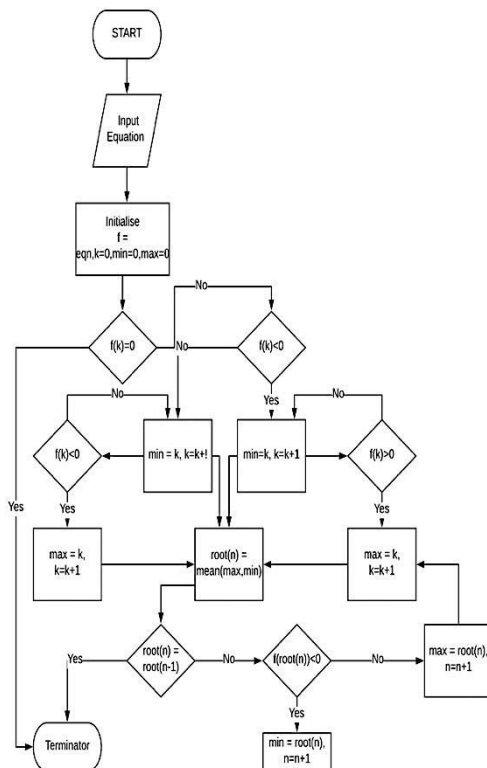 START
Input
Equation
Initialise
f =
eqn,k=0,min=0,max=0
No
f(k)=0
No
f(k)<0
Yes
No
No
f(k)<0
min = k, k=k+!
min=k, k=k+1
f(k)>0
Yes
Yes
Yes
max = k,
k=k+1
root(n) =
mean(max,min)
max = k,
k=k+1
Yes
root(n) =
root(n-1)
No
f(root(n))<0
No
max = root(n),
n=n+1
Yes
Terminator
min = root(n),
n=n+1